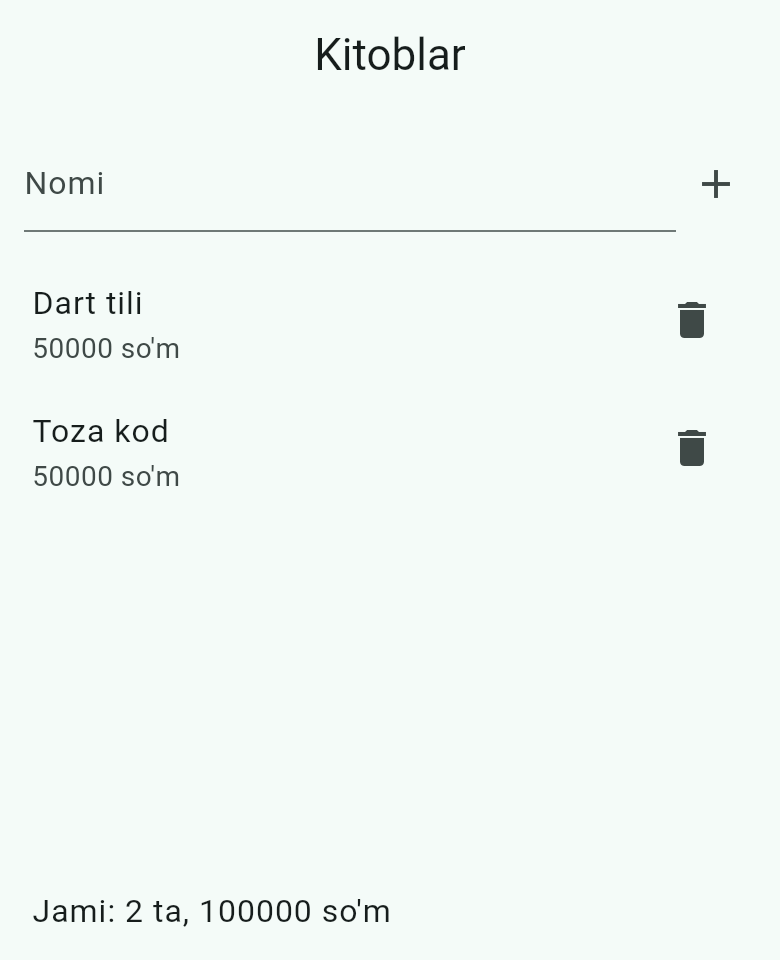 Kitoblar
Nomi
Dart tili
50000 so'm
Toza kod
50000 so'm
Jami: 2 ta, 100000 so'm